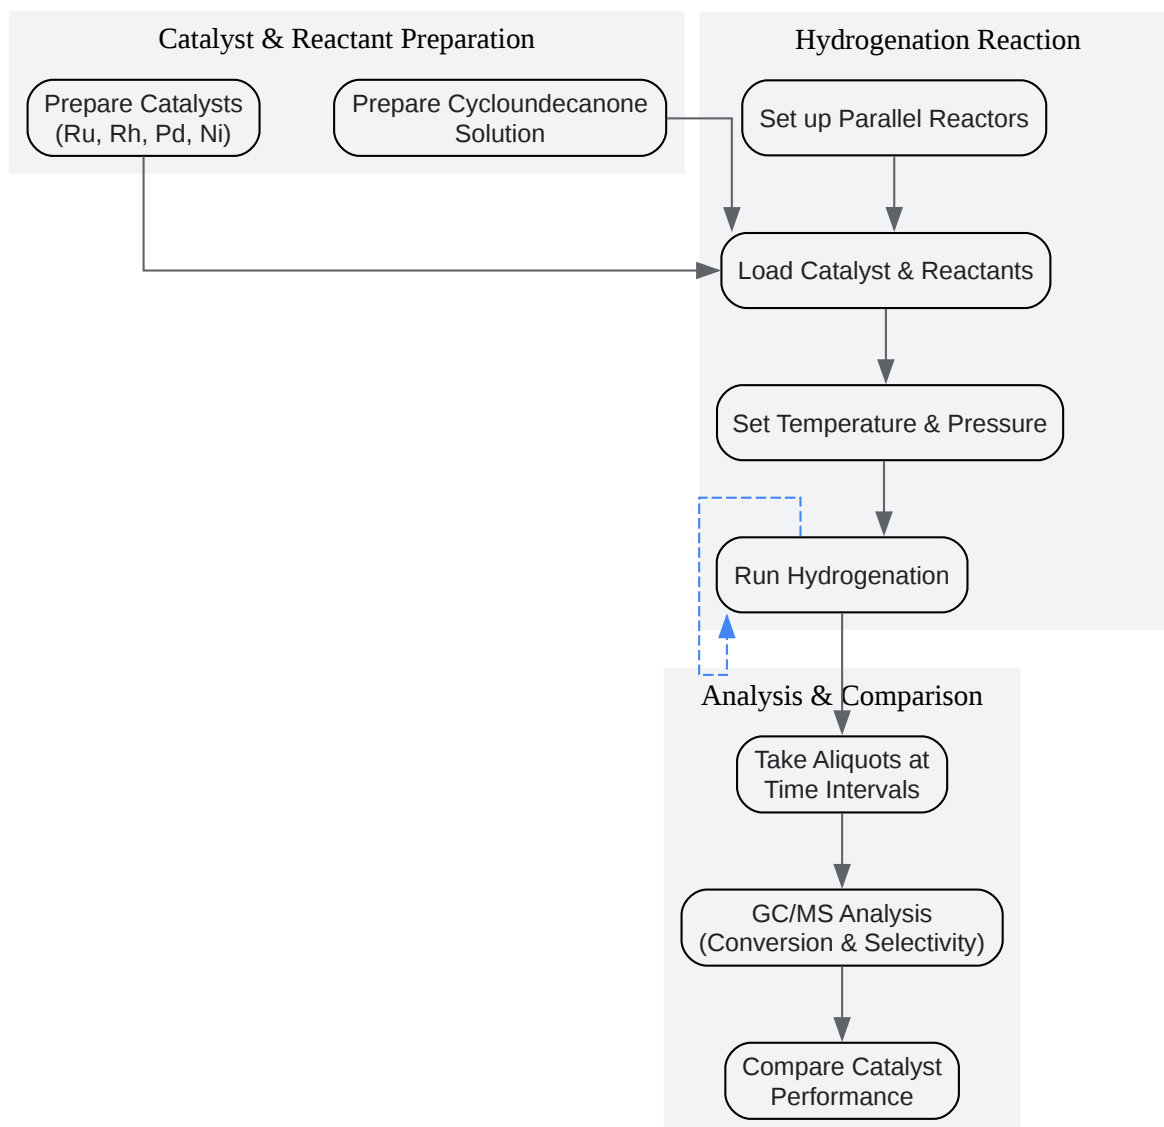 Catalyst & Reactant Preparation
Prepare Catalysts
(Ru, Rh, Pd, Ni)
Prepare Cycloundecanone
Solution
Hydrogenation Reaction
Set up Parallel Reactors
Load Catalyst & Reactants
Set Temperature & Pressure
Run Hydrogenation
Analysis & Comparison
Take Aliquots at
Time Intervals
GC/MS Analysis
(Conversion & Selectivity)
Compare Catalyst
Performance